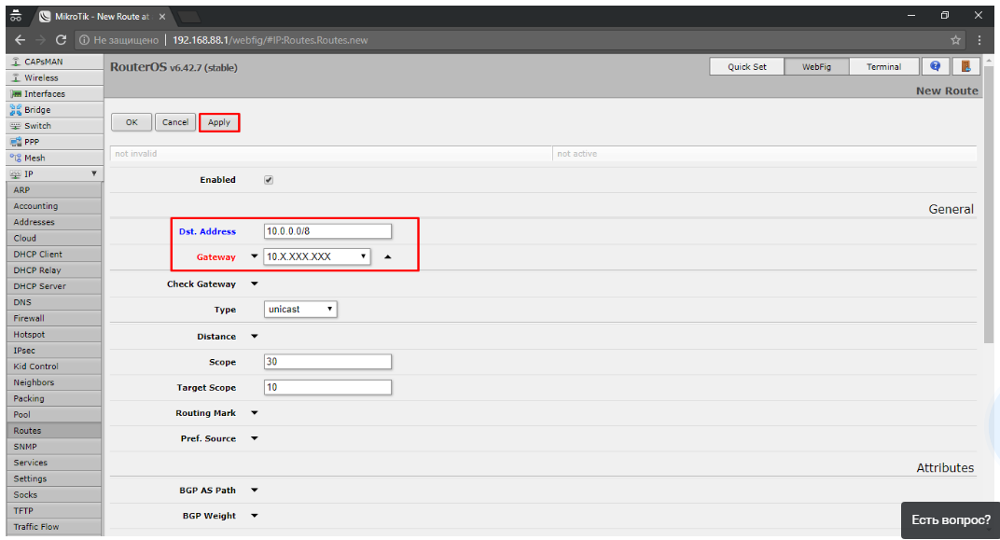 MikroTik - New Route at
Не защищено | 192.168.88.1/webfig/#IP:Routes.Routes.new
CAPsMAN
Wireless
Interfaces
Bridge
Switch
PPP
Mesh
IP
ARP
Accounting
Addresses
Cloud
DHCP Client
DHCP Relay
DHCP Server
DNS
Firewall
Hotspot
IPsec
Kid Control
Neighbors
Packing
Pool
Routes
SNMP
Services
Settings
Socks
TFTP
Traffic Flow
RouterOS v6.42.7 (stable)
Quick Set WebFig Terminal
New Route
OK Cancel Apply
not invalid not active
Enabled
General
Dst. Address 10.0.0.0/8
Gateway 10.X.XXX.XXX
Check Gateway
Type unicast
Distance
Scope 30
Target Scope 10
Routing Mark
Pref. Source
Attributes
BGP AS Path
BGP Weight
Есть вопрос?